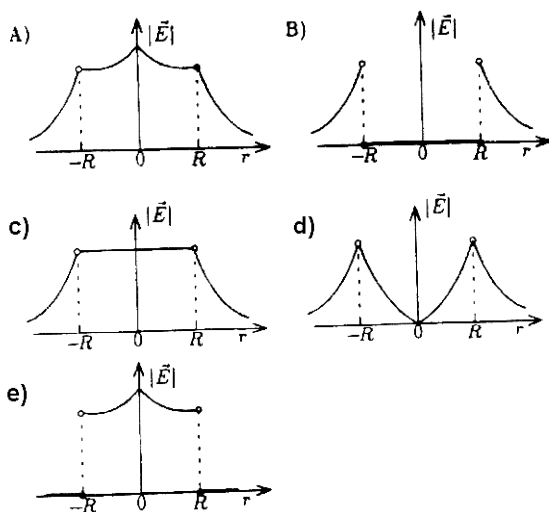 A) |E⃗|
-R 0 R r
B) |E⃗|
-R 0 R r
c) |E⃗|
-R 0 R r
d) |E⃗|
-R 0 R r
e) |E⃗|
-R 0 R r